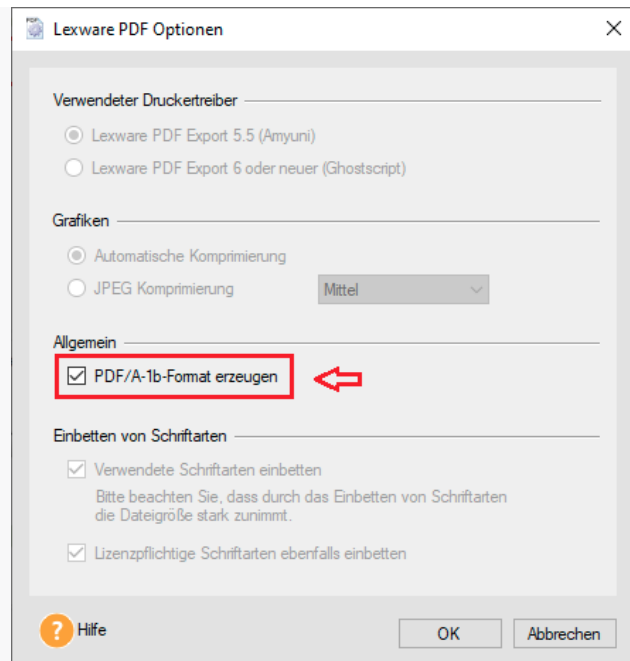 Lexware PDF Optionen
Verwendeter Druckertreiber
Lexware PDF Export 5.5 (Amyuni)
Lexware PDF Export 6 oder neuer (Ghostscript)
Grafiken
Automatische Komprimierung
JPEG Komprimierung Mittel
Allgemein
PDF/A-1b-Format erzeugen
Einbetten von Schriftarten
Verwendete Schriftarten einbetten
Bitte beachten Sie, dass durch das Einbetten von Schriftarten
die Dateigröße stark zunimmt.
Lizenzpflichtige Schriftarten ebenfalls einbetten
? Hilfe OK Abbrechen